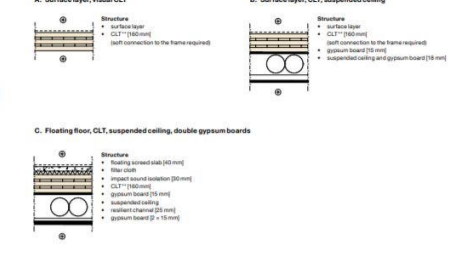 A. Surface layer, visual CLT
B. Surface layer, CLT, suspended ceiling
Structure
• surface layer
• CLT** [160 mm]
(soft connection to the frame required)
Structure
• surface layer
• CLT** [160 mm]
(soft connection to the frame required)
• gypsum board [15 mm]
• suspended ceiling and gypsum board [18 mm]
C. Floating floor, CLT, suspended ceiling, double gypsum boards
Structure
• floating screed slab [40 mm]
• filter cloth
• impact sound isolation [30 mm]
• CLT** [160 mm]
• gypsum board [15 mm]
• suspended ceiling
• resilient channel [25 mm]
• gypsum board [2 × 15 mm]